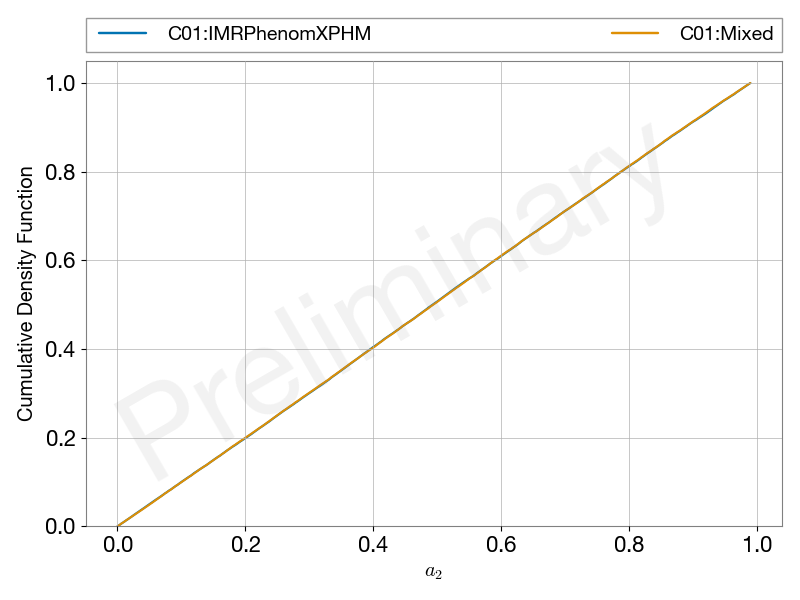 C01:IMRPhenomXPHM C01:Mixed
Cumulative Density Function
1.0
0.8
0.6
0.4
0.2
0.0
Preliminary
0.0 0.2 0.4 0.6 0.8 1.0
a₂